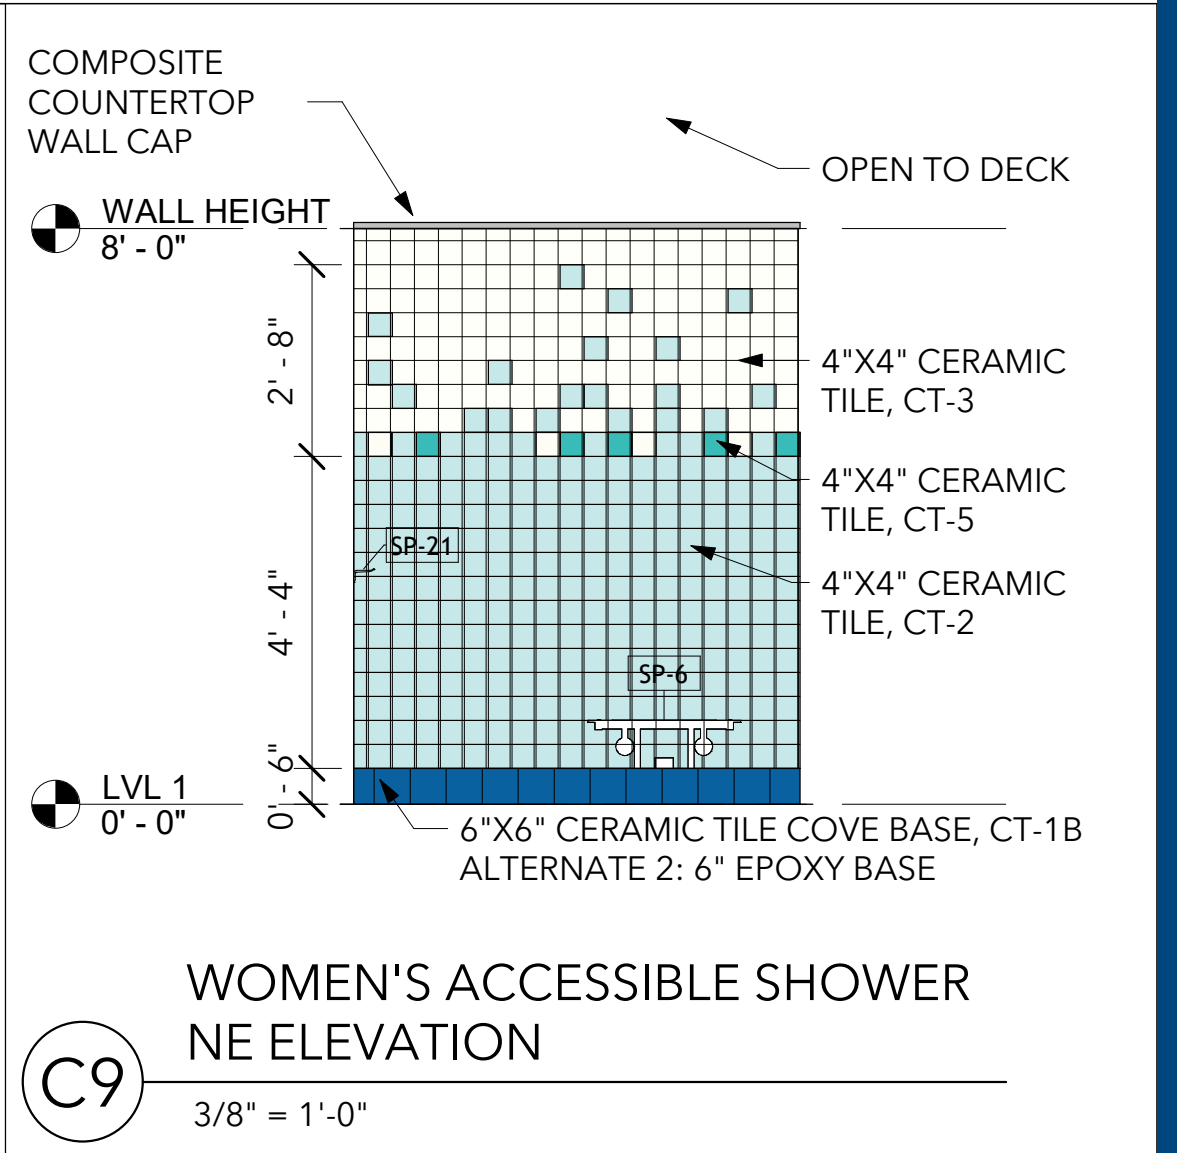 COMPOSITE
COUNTERTOP
WALL CAP
OPEN TO DECK
WALL HEIGHT
8' - 0"
2' - 8"
4"X4" CERAMIC
TILE, CT-3
4"X4" CERAMIC
TILE, CT-5
SP-21
4"X4" CERAMIC
TILE, CT-2
4' - 4"
SP-6
0' - 6"
LVL 1
0' - 0"
6"X6" CERAMIC TILE COVE BASE, CT-1B
ALTERNATE 2: 6" EPOXY BASE
WOMEN'S ACCESSIBLE SHOWER
NE ELEVATION
C9
3/8" = 1'-0"